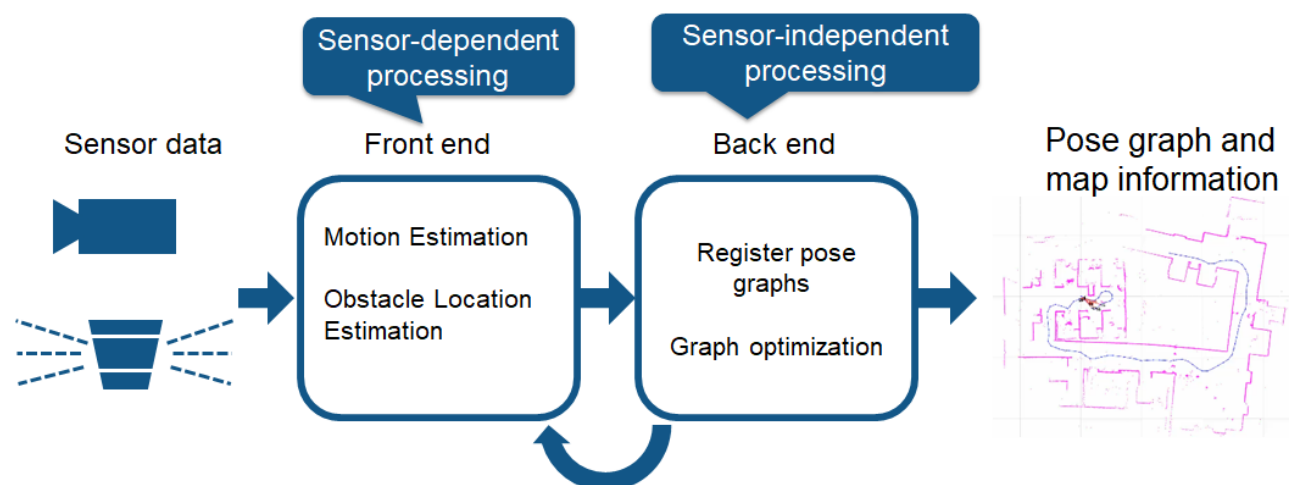 Sensor-dependent
processing
Sensor-independent
processing
Sensor data
Front end
Back end
Pose graph and
map information
Motion Estimation
Obstacle Location
Estimation
Register pose
graphs
Graph optimization